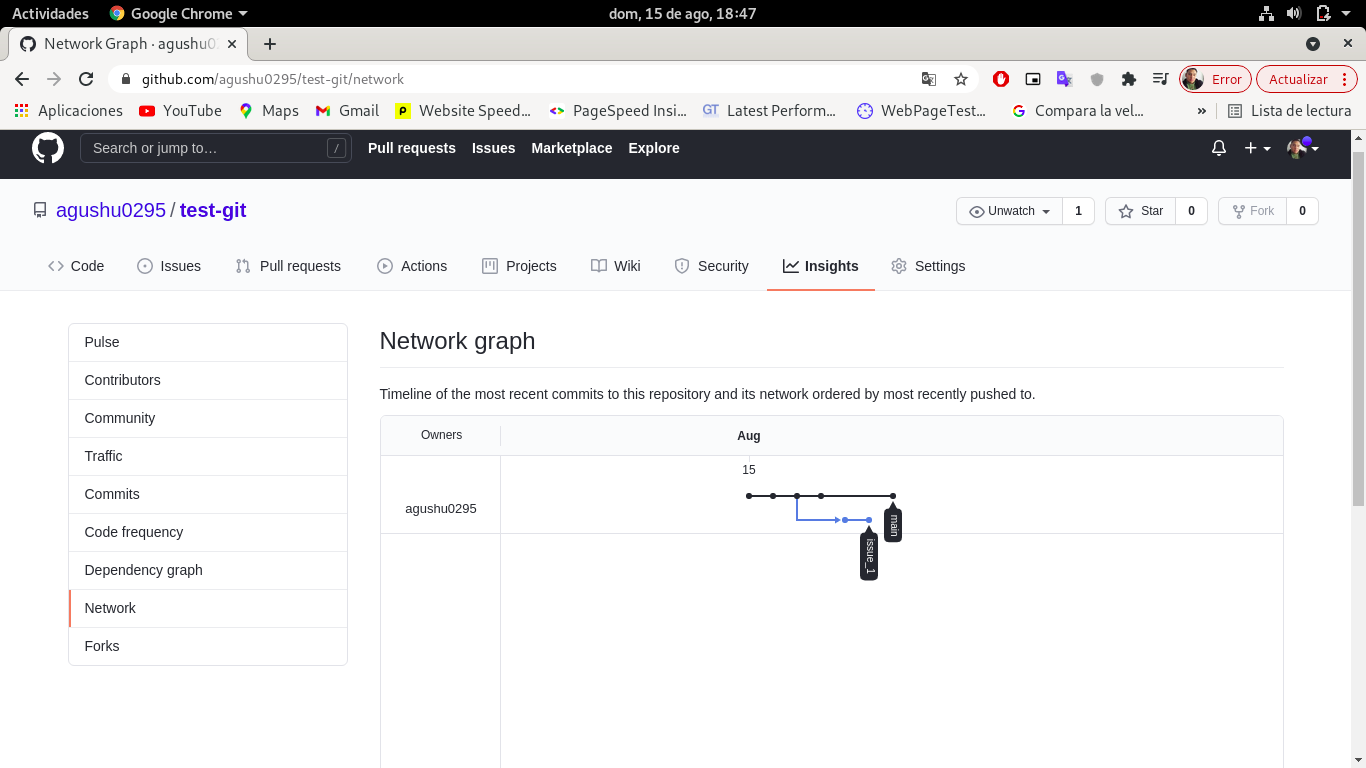 Actividades Google Chrome dom, 15 de ago, 18:47
Network Graph · agushu0
github.com/agushu0295/test-git/network Error Actualizar
Aplicaciones YouTube Maps Gmail Website Speed... PageSpeed Insi... GT Latest Perform... WebPageTest... Compara la vel... » Lista de lectura
Search or jump to… / Pull requests Issues Marketplace Explore
agushu0295 / test-git Unwatch 1 Star 0 Fork 0
Code Issues Pull requests Actions Projects Wiki Security Insights Settings
Pulse
Contributors
Community
Traffic
Commits
Code frequency
Dependency graph
Network
Forks
Network graph
Timeline of the most recent commits to this repository and its network ordered by most recently pushed to.
Owners Aug
15
agushu0295
main
issue_1